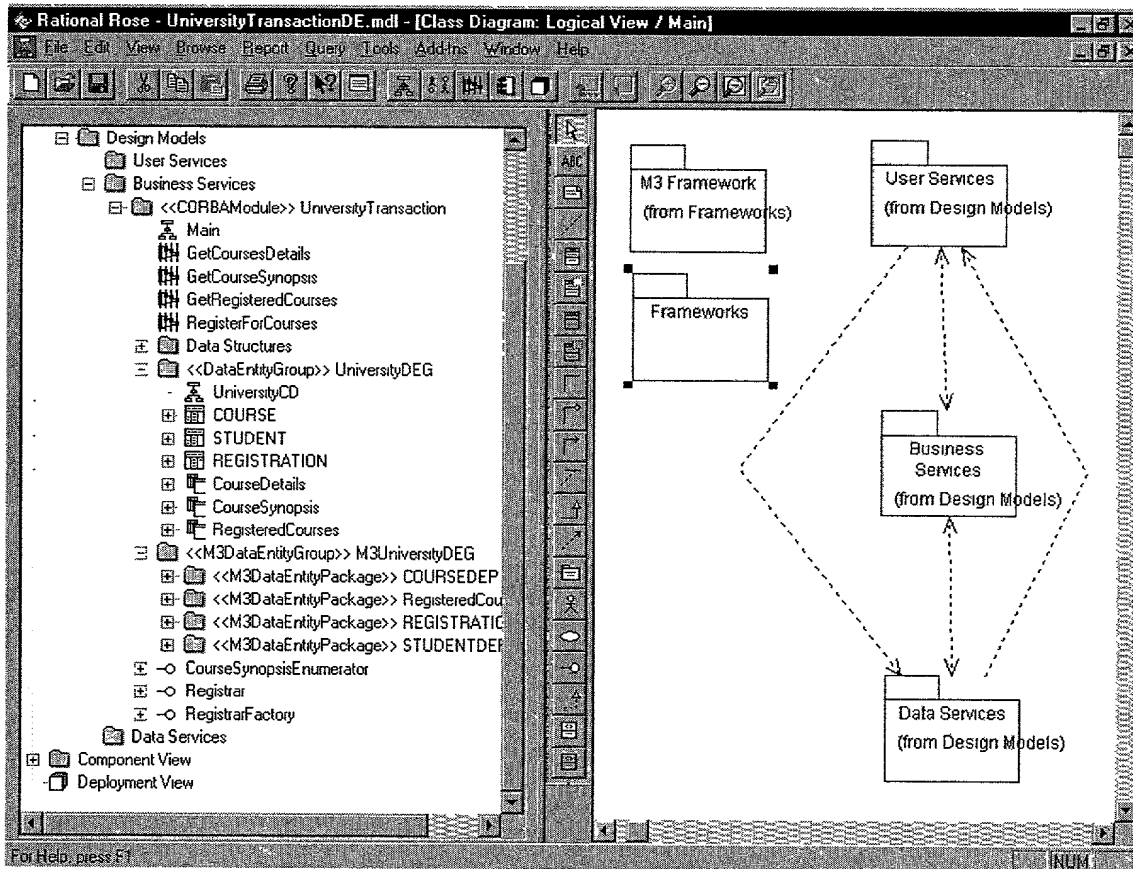 Rational Rose - UniversityTransactionDE.mdl - [Class Diagram: Logical View / Main]
File Edit View Browse Report Query Tools Add-Ins Window Help
Design Models
User Services
Business Services
<<CORBAModule>> UniversityTransaction
Main
GetCoursesDetails
GetCourseSynopsis
GetRegisteredCourses
RegisterForCourses
Data Structures
<<DataEntityGroup>> UniversityDEG
UniversityCD
COURSE
STUDENT
REGISTRATION
CourseDetails
CourseSynopsis
RegisteredCourses
<<M3DataEntityGroup>> M3UniversityDEG
<<M3DataEntityPackage>> COURSEDEP
<<M3DataEntityPackage>> RegisteredCou
<<M3DataEntityPackage>> REGISTRATIC
<<M3DataEntityPackage>> STUDENTDEF
CourseSynopsisEnumerator
Registrar
RegistrarFactory
Data Services
Component View
Deployment View
ABC
M3 Framework
(from Frameworks)
Frameworks
User Services
(from Design Models)
Business
Services
(from Design Models)
Data Services
(from Design Models)
For Help, press F1
NUM